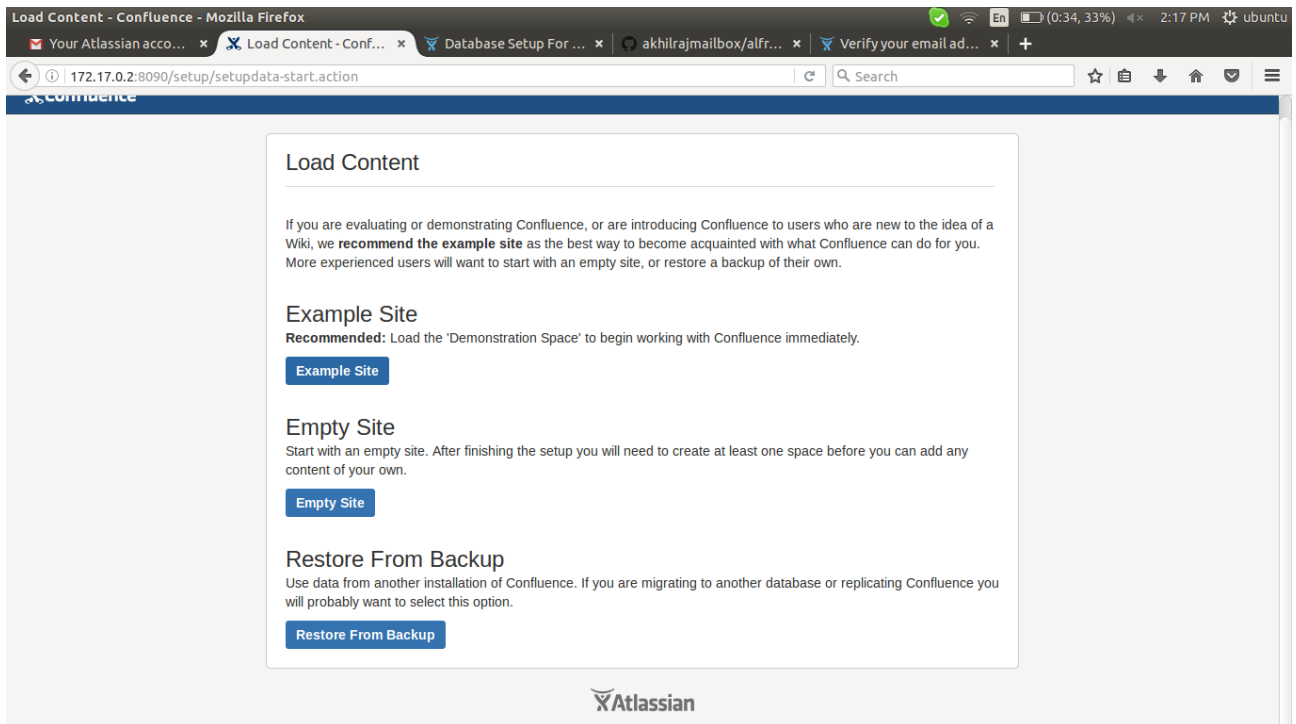 Load Content - Confluence - Mozilla Firefox
En (0:34, 33%) 2:17 PM ubuntu
Your Atlassian acco... × Load Content - Conf... × Database Setup For ... × akhilrajmailbox/alfr... × Verify your email ad... × +
172.17.0.2:8090/setup/setupdata-start.action Search
Confluence
Load Content
If you are evaluating or demonstrating Confluence, or are introducing Confluence to users who are new to the idea of a
Wiki, we recommend the example site as the best way to become acquainted with what Confluence can do for you.
More experienced users will want to start with an empty site, or restore a backup of their own.
Example Site
Recommended: Load the 'Demonstration Space' to begin working with Confluence immediately.
Example Site
Empty Site
Start with an empty site. After finishing the setup you will need to create at least one space before you can add any
content of your own.
Empty Site
Restore From Backup
Use data from another installation of Confluence. If you are migrating to another database or replicating Confluence you
will probably want to select this option.
Restore From Backup
Atlassian